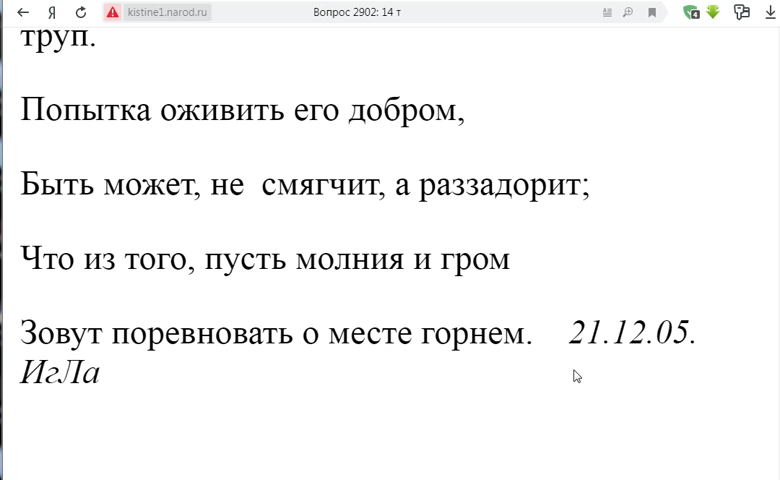 kistine1.narod.ru Вопрос 2902: 14 т
труп.
Попытка оживить его добром,
Быть может, не смягчит, а раззадорит;
Что из того, пусть молния и гром
Зовут поревновать о месте горнем. 21.12.05.
ИгЛа